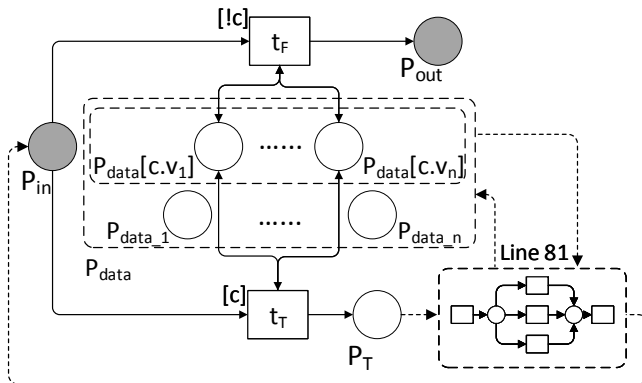 [!c]
t_F
P_out
P_in
P_data[c.v_1] ...... P_data[c.v_n]
P_data_1 ...... P_data_n
P_data
Line 81
[c]
t_T
P_T